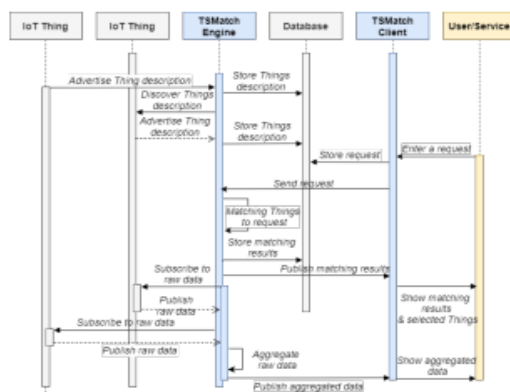 IoT Thing
IoT Thing
TSMatch
Engine
Database
TSMatch
Client
User/Service
Advertise Thing description
Store Things
description
Discover Things
description
Advertise Thing
description
Store Things
description
Enter a request
Store request
Send request
Matching Things
to request
Store matching
results
Publish matching results
Subscribe to
raw data
Show matching
results
& selected Things
Publish
raw data
Subscribe to raw data
Publish raw data
Aggregate
raw data
Show aggregated
data
Publish aggregated data